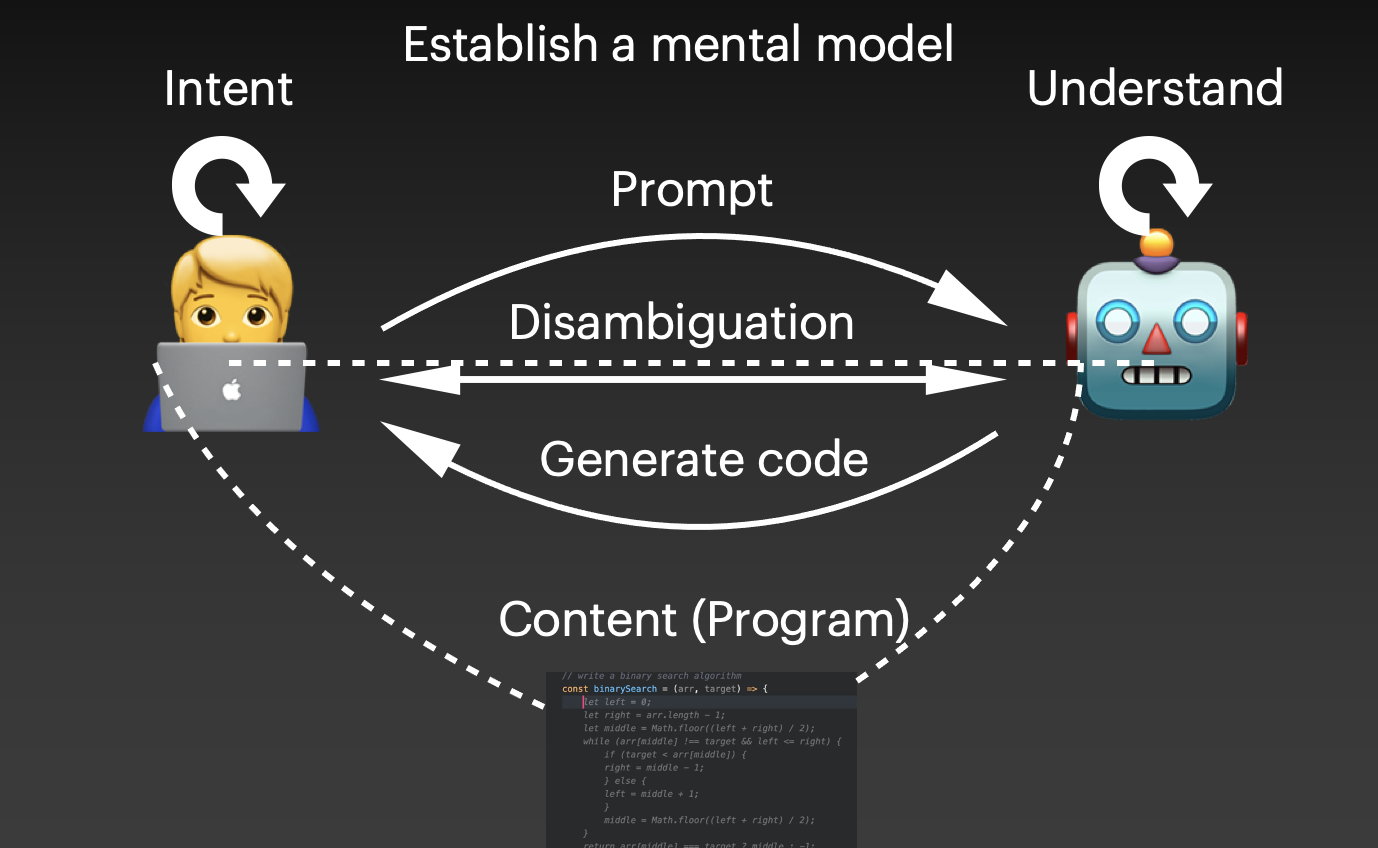 Establish a mental model
Intent
Understand
Prompt
Disambiguation
Generate code
Content (Program)
// write a binary search algorithm
const binarySearch = (arr, target) => {
let left = 0;
let right = arr.length - 1;
let middle = Math.floor((left + right) / 2);
while (arr[middle] !== target && left <= right) {
if (target < arr[middle]) {
right = middle - 1;
} else {
left = middle + 1;
}
middle = Math.floor((left + right) / 2);
}
return arr[middle] === target ? middle : -1;